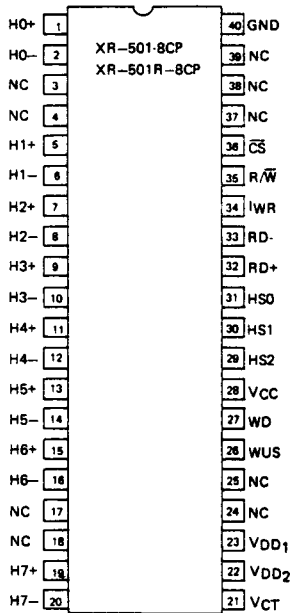 H0+ 1 40 GND
XR-501-8CP
H0- 2 39 NC
XR-501R-8CP
NC 3 38 NC
NC 4 37 NC
H1+ 5 36 C̅S̅
H1- 6 35 R/W̅
H2+ 7 34 IWR
H2- 8 33 RD-
H3+ 9 32 RD+
H3- 10 31 HS0
H4+ 11 30 HS1
H4- 12 29 HS2
H5+ 13 28 VCC
H5- 14 27 WD
H6+ 15 26 WUS
H6- 16 25 NC
NC 17 24 NC
NC 18 23 VDD1
H7+ 19 22 VDD2
H7- 20 21 VCT